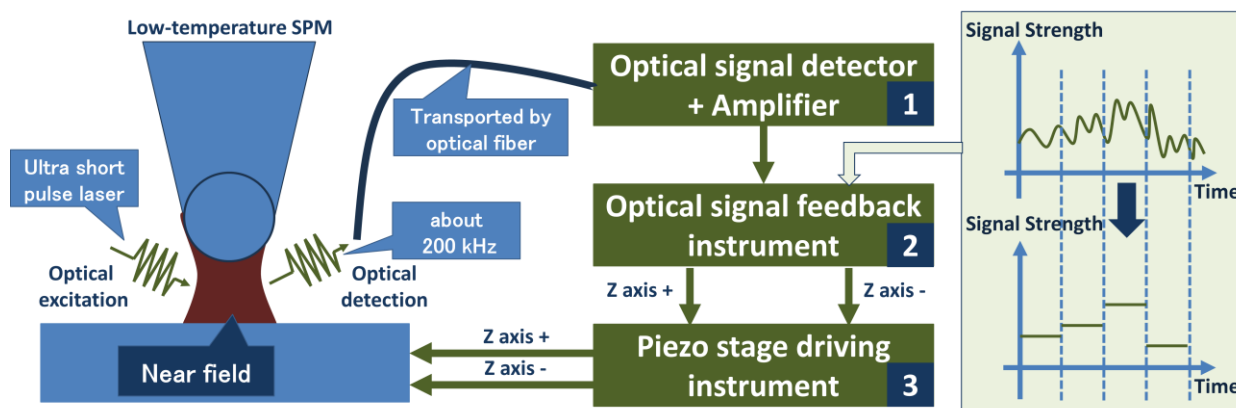 Low-temperature SPM
Ultra short
pulse laser
Optical
excitation
Transported by
optical fiber
about
200 kHz
Optical
detection
Near field
Optical signal detector
+ Amplifier
1
Optical signal feedback
instrument
2
Z axis +
Z axis -
Piezo stage driving
instrument
3
Z axis +
Z axis -
Signal Strength
Time
Signal Strength
Time